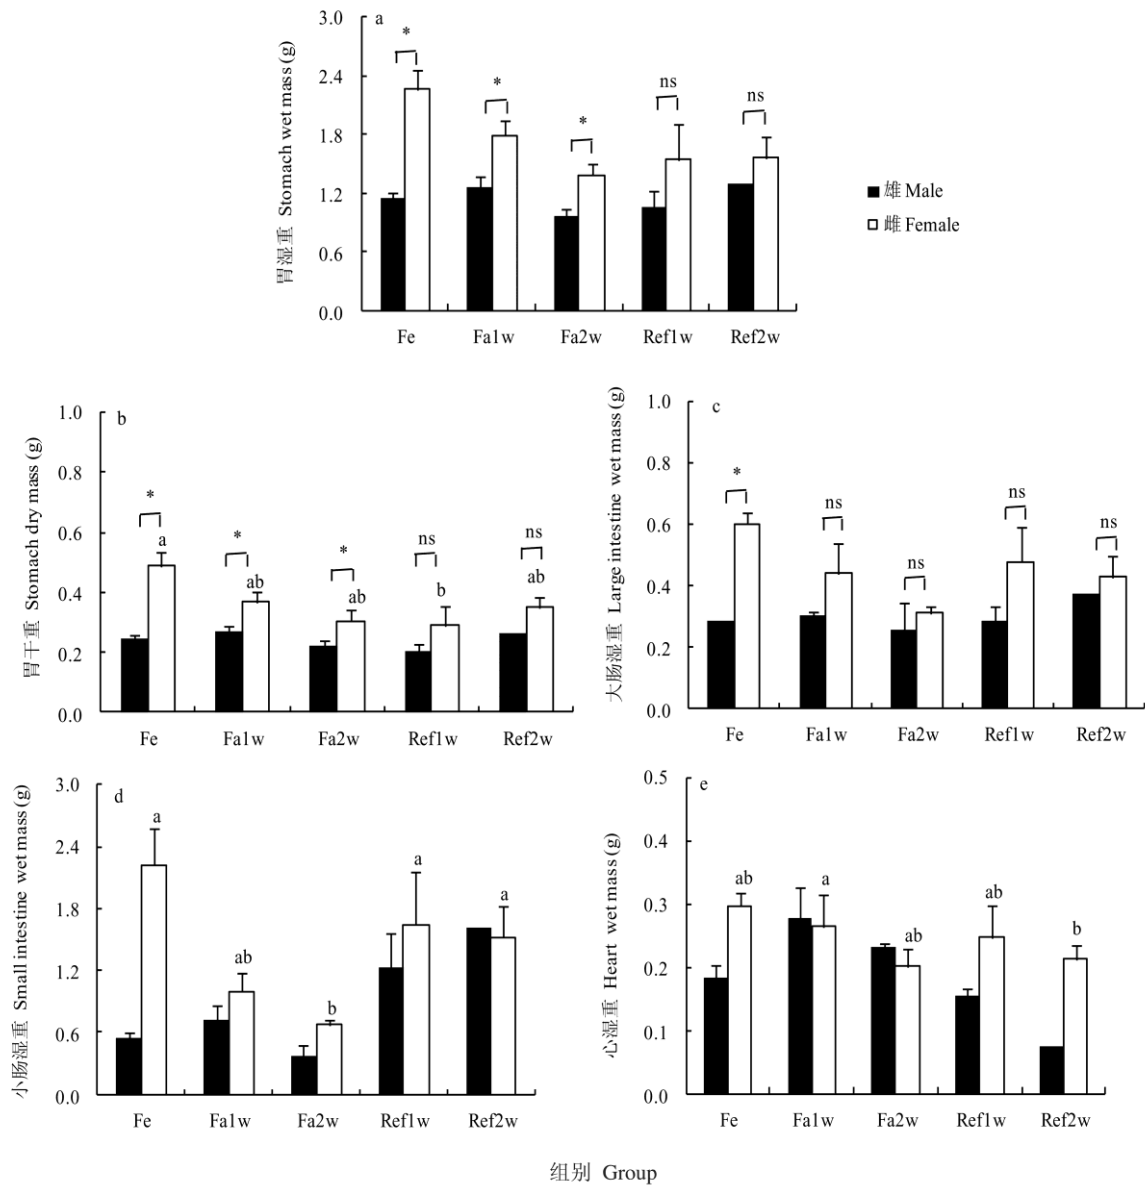 a
胃湿重 Stomach wet mass (g)
3.0
2.4
1.8
1.2
0.6
0.0
* * * ns ns
Fe Fa1w Fa2w Ref1w Ref2w
雄 Male
雌 Female
b
胃干重 Stomach dry mass (g)
1.0
0.8
0.6
0.4
0.2
0.0
* * * ns ns
a ab ab b ab
Fe Fa1w Fa2w Ref1w Ref2w
c
大肠湿重 Large intestine wet mass (g)
1.0
0.8
0.6
0.4
0.2
0.0
* ns ns ns ns
Fe Fa1w Fa2w Ref1w Ref2w
d
小肠湿重 Small intestine wet mass (g)
3.0
2.4
1.8
1.2
0.6
0.0
a ab b a a
Fe Fa1w Fa2w Ref1w Ref2w
e
心湿重 Heart wet mass (g)
0.5
0.4
0.3
0.2
0.1
0.0
ab a ab ab b
Fe Fa1w Fa2w Ref1w Ref2w
组别 Group